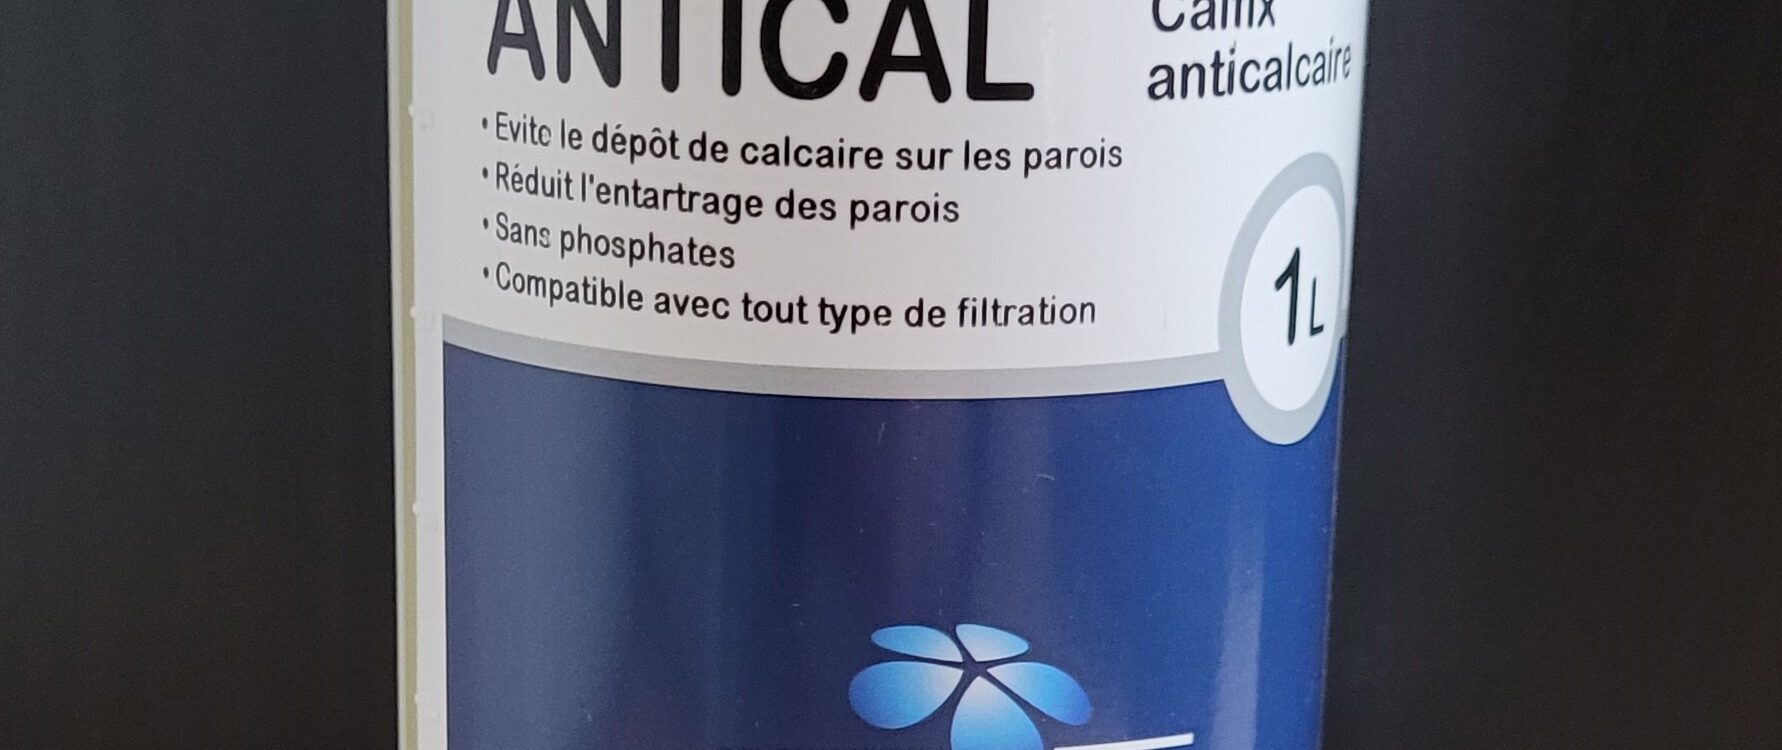 ANTICAL
Calfix
anticalcaire
•Evite le dépôt de calcaire sur les parois
•Réduit l'entartrage des parois
•Sans phosphates
•Compatible avec tout type de filtration
1L